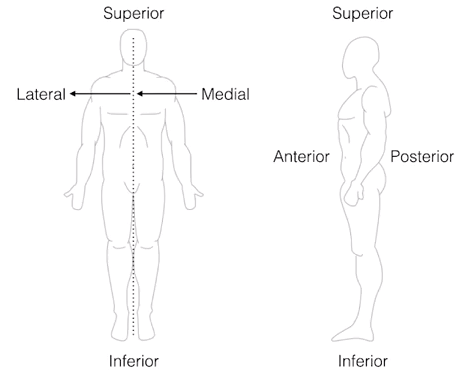 Superior
Superior
Lateral
Medial
Anterior
Posterior
Inferior
Inferior